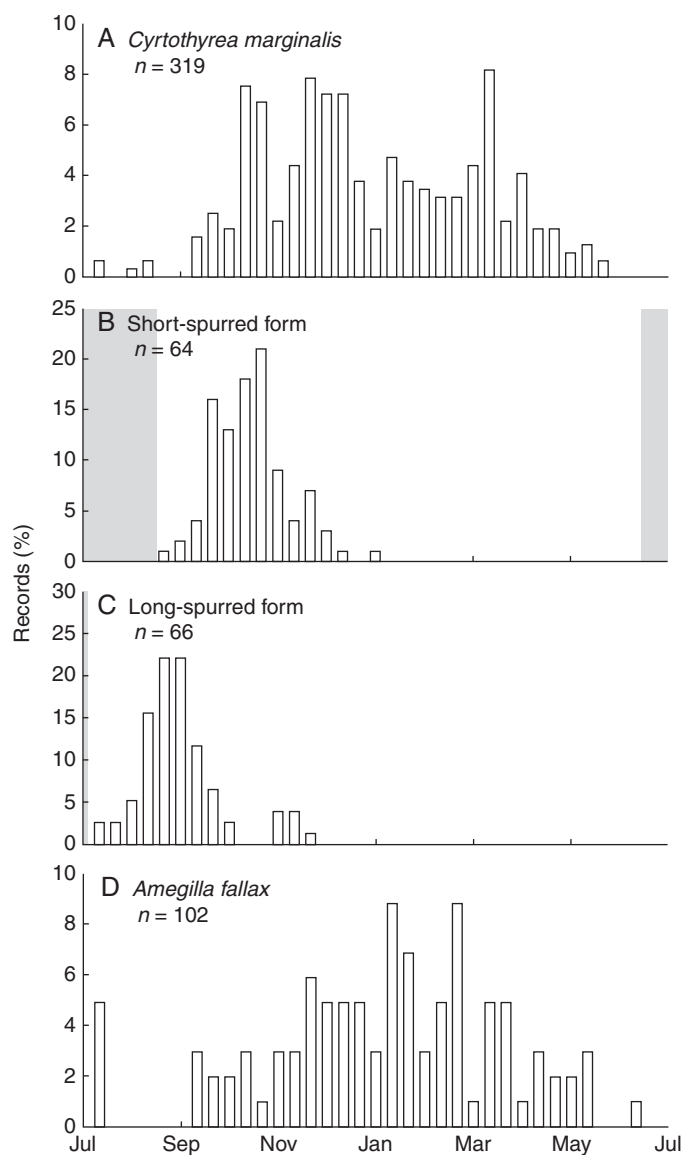 10
8
6
4
2
0
A Cyrtothyrea marginalis
n = 319
25
20
15
10
5
0
B Short-spurred form
n = 64
Records (%)
30
25
20
15
10
5
0
C Long-spurred form
n = 66
10
8
6
4
2
0
D Amegilla fallax
n = 102
Jul Sep Nov Jan Mar May Jul